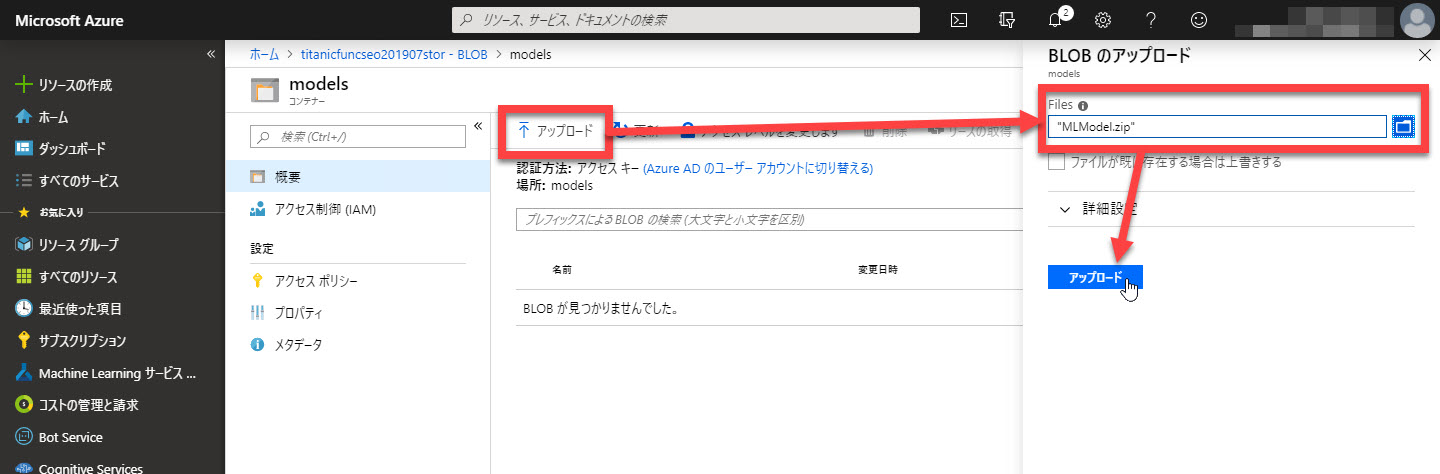 Microsoft Azure
リソース、サービス、ドキュメントの検索
2
リソースの作成
ホーム
ダッシュボード
すべてのサービス
お気に入り
リソース グループ
すべてのリソース
最近使った項目
サブスクリプション
Machine Learning サービス ...
コストの管理と請求
Bot Service
Cognitive Services
ホーム > titanicfuncseo201907stor - BLOB > models
models
コンテナー
検索 (Ctrl+/)
概要
アクセス制御 (IAM)
設定
アクセス ポリシー
プロパティ
メタデータ
アップロード 更新 アクセス レベルを変更します 削除 リースの取得
認証方法: アクセス キー (Azure AD のユーザー アカウントに切り替える)
場所: models
プレフィックスによる BLOB の検索 (大文字と小文字を区別)
名前 変更日時
BLOB が見つかりませんでした。
BLOB のアップロード
models
Files
"MLModel.zip"
ファイルが既に存在する場合は上書きする
詳細設定
アップロード